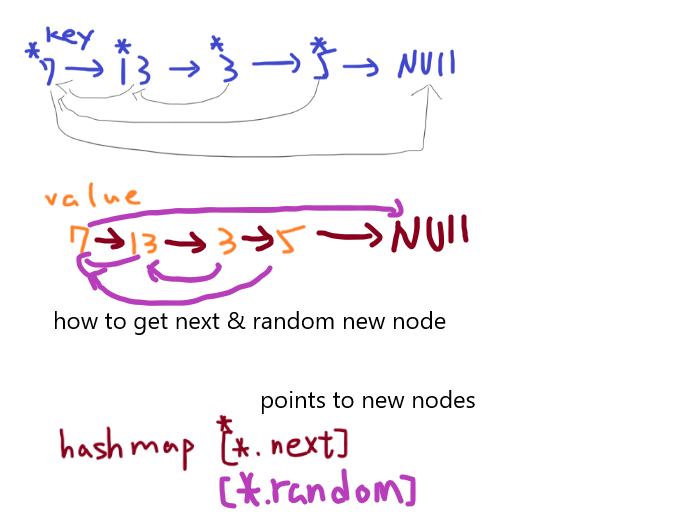 key
*7 → *13 → *3 → *5 → NULL
value
7 → 13 → 3 → 5 → NULL
how to get next & random new node
points to new nodes
*
hashmap [*.next]
[*.random]